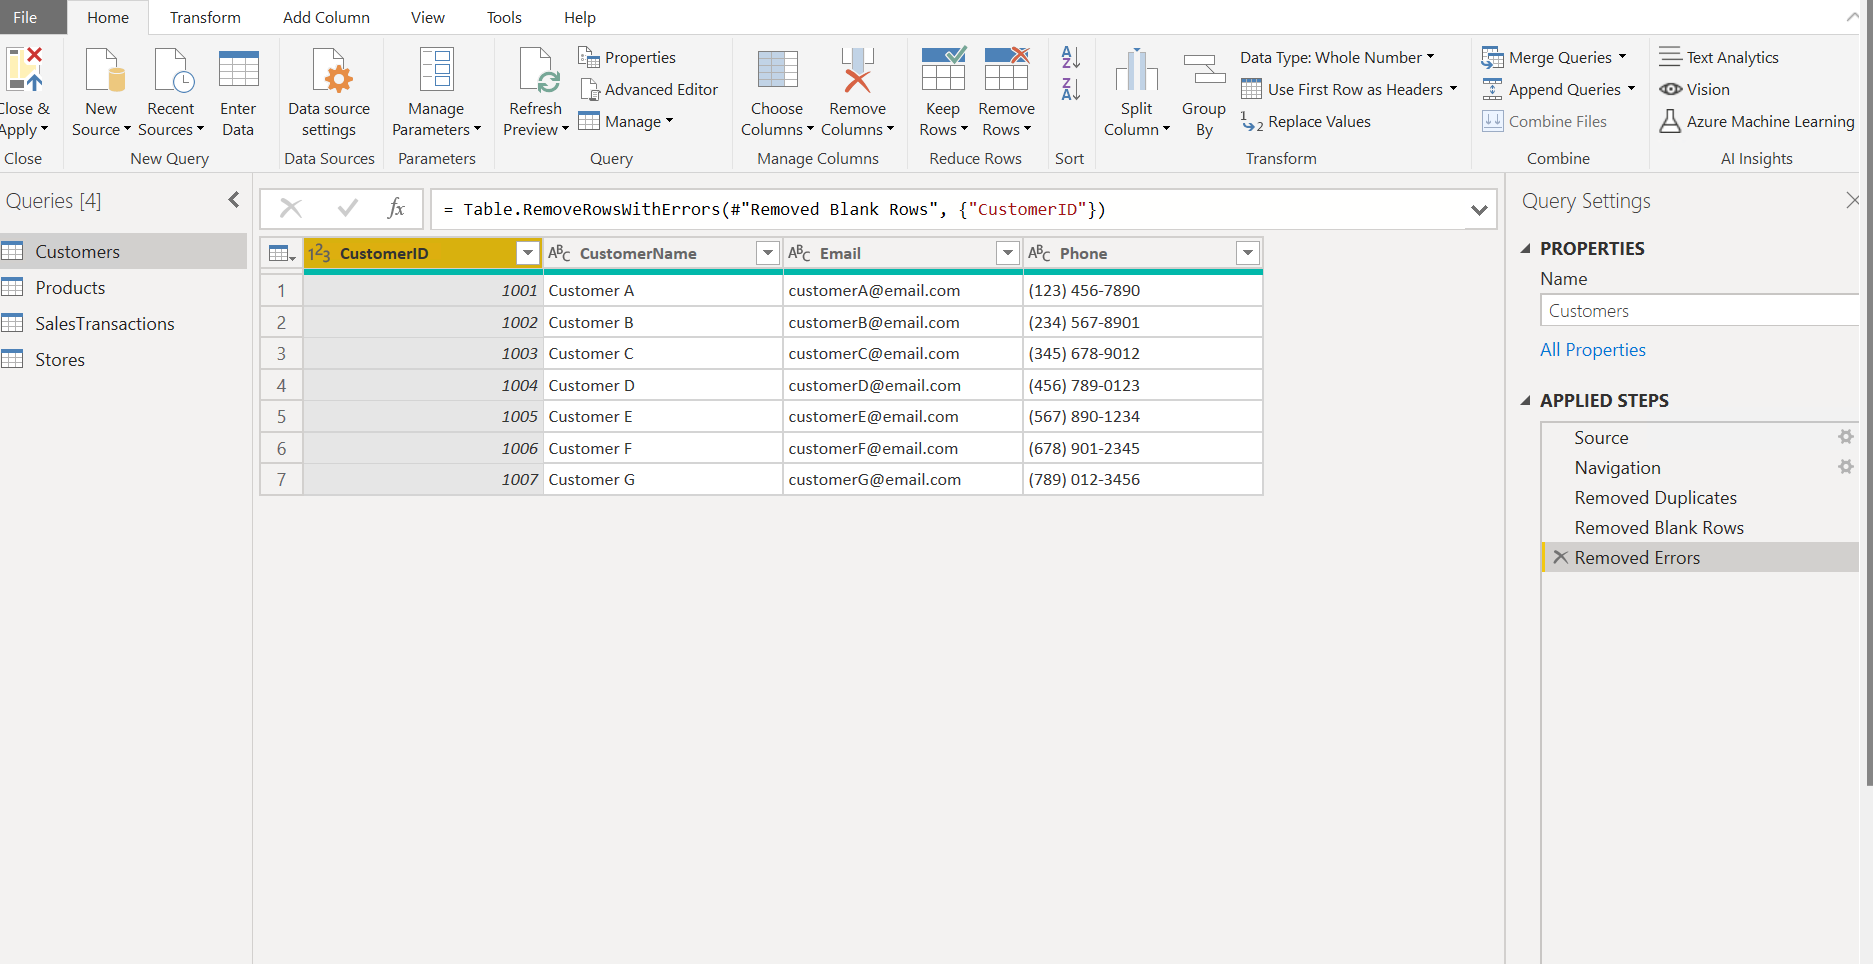 File Home Transform Add Column View Tools Help
Close & Apply
New Source
Recent Sources
Enter Data
Data source settings
Manage Parameters
Refresh Preview
Properties
Advanced Editor
Manage
Choose Columns
Remove Columns
Keep Rows
Remove Rows
A Z
Z A
Split Column
Group By
Data Type: Whole Number
Use First Row as Headers
1 2 Replace Values
Merge Queries
Append Queries
Combine Files
Text Analytics
Vision
Azure Machine Learning
Close New Query Data Sources Parameters Query Manage Columns Reduce Rows Sort Transform Combine AI Insights
Queries [4]
Customers
Products
SalesTransactions
Stores
fx = Table.RemoveRowsWithErrors(#"Removed Blank Rows", {"CustomerID"})
123 CustomerID ABC CustomerName ABC Email ABC Phone
1 1001 Customer A customerA@email.com (123) 456-7890
2 1002 Customer B customerB@email.com (234) 567-8901
3 1003 Customer C customerC@email.com (345) 678-9012
4 1004 Customer D customerD@email.com (456) 789-0123
5 1005 Customer E customerE@email.com (567) 890-1234
6 1006 Customer F customerF@email.com (678) 901-2345
7 1007 Customer G customerG@email.com (789) 012-3456
Query Settings
PROPERTIES
Name
Customers
All Properties
APPLIED STEPS
Source
Navigation
Removed Duplicates
Removed Blank Rows
Removed Errors